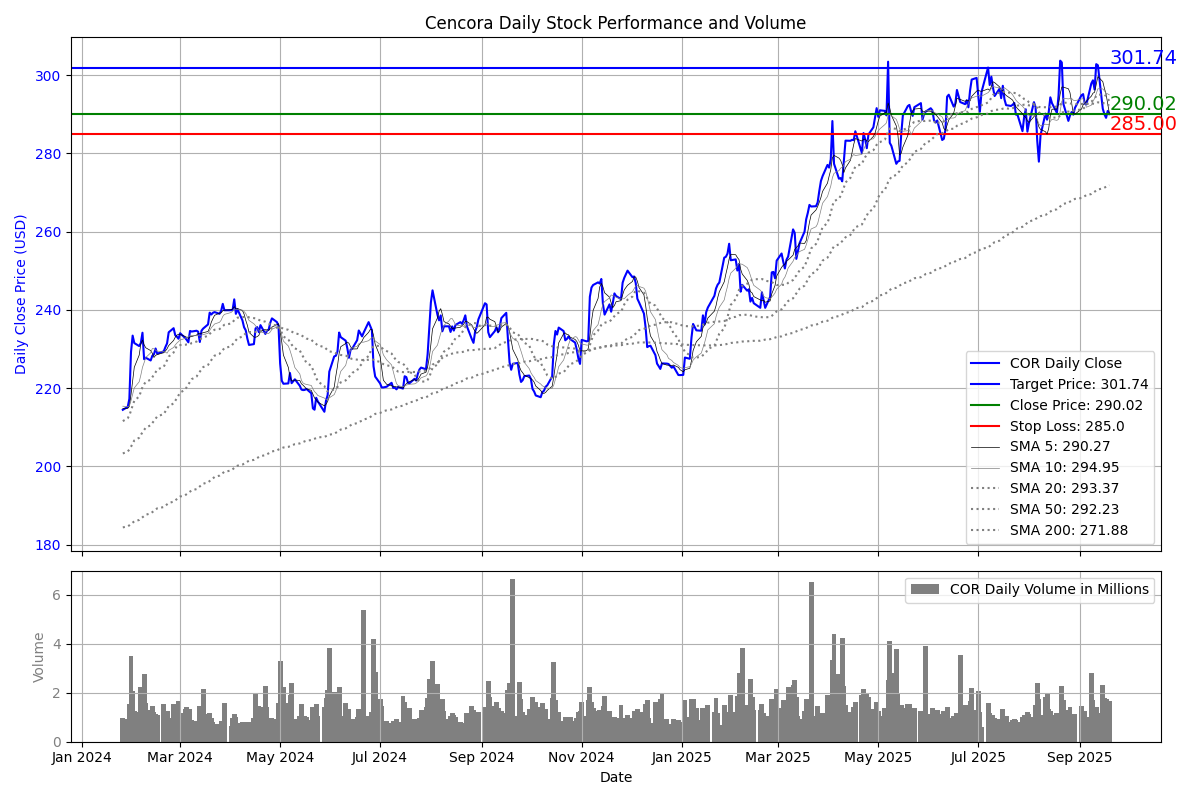 Cencora Daily Stock Performance and Volume
Daily Close Price (USD)
300
280
260
240
220
200
180
301.74
290.02
285.00
COR Daily Close
Target Price: 301.74
Close Price: 290.02
Stop Loss: 285.0
SMA 5: 290.27
SMA 10: 294.95
SMA 20: 293.37
SMA 50: 292.23
SMA 200: 271.88
Volume
6
4
2
0
COR Daily Volume in Millions
Jan 2024 Mar 2024 May 2024 Jul 2024 Sep 2024 Nov 2024 Jan 2025 Mar 2025 May 2025 Jul 2025 Sep 2025
Date